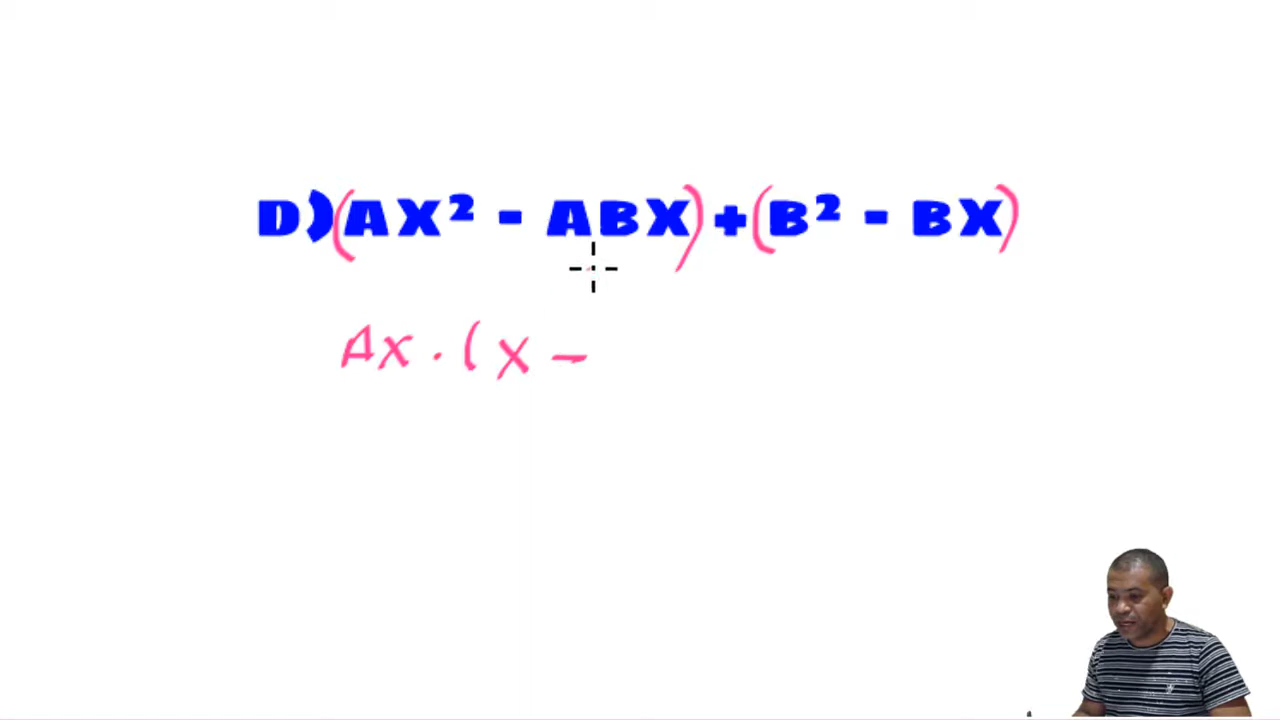 D) (AX² - ABX) + (B² - BX)
AX · ( X -